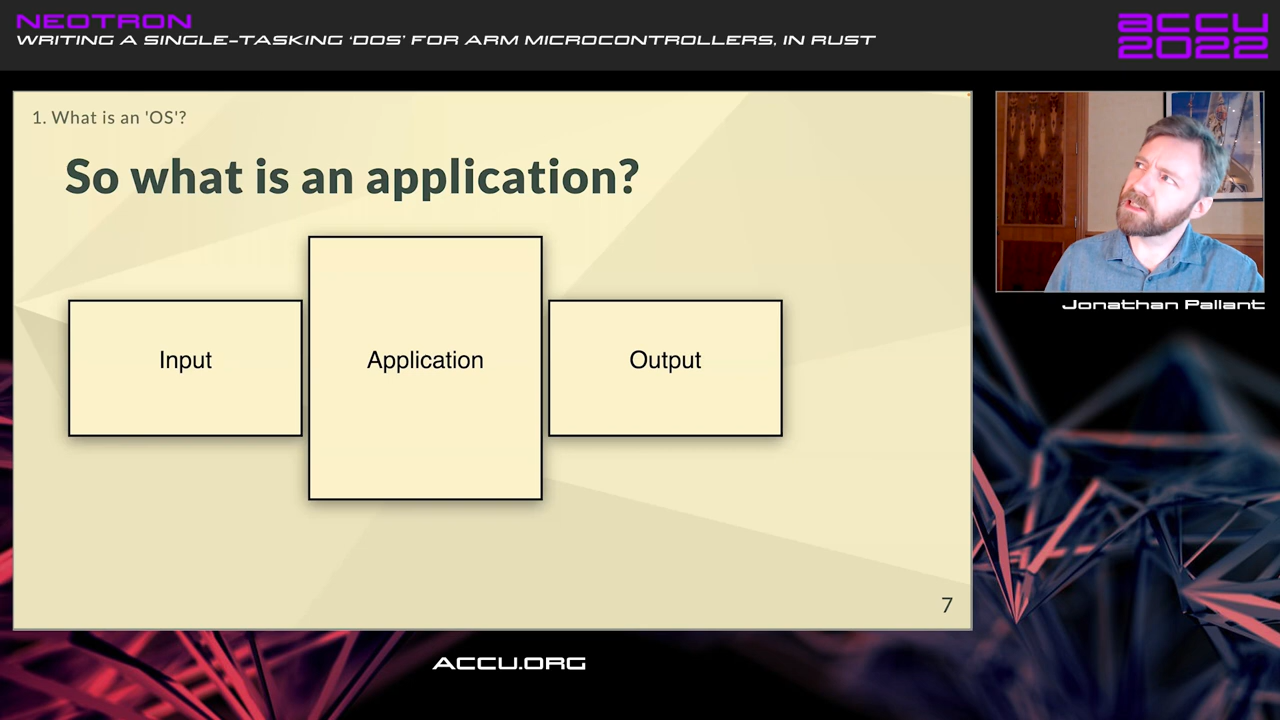 NEOTRON
WRITING A SINGLE-TASKING ‘DOS’ FOR ARM MICROCONTROLLERS, IN RUST
accu
2022
1. What is an 'OS'?
So what is an application?
Input
Application
Output
7
Jonathan Pallant
ACCU.ORG